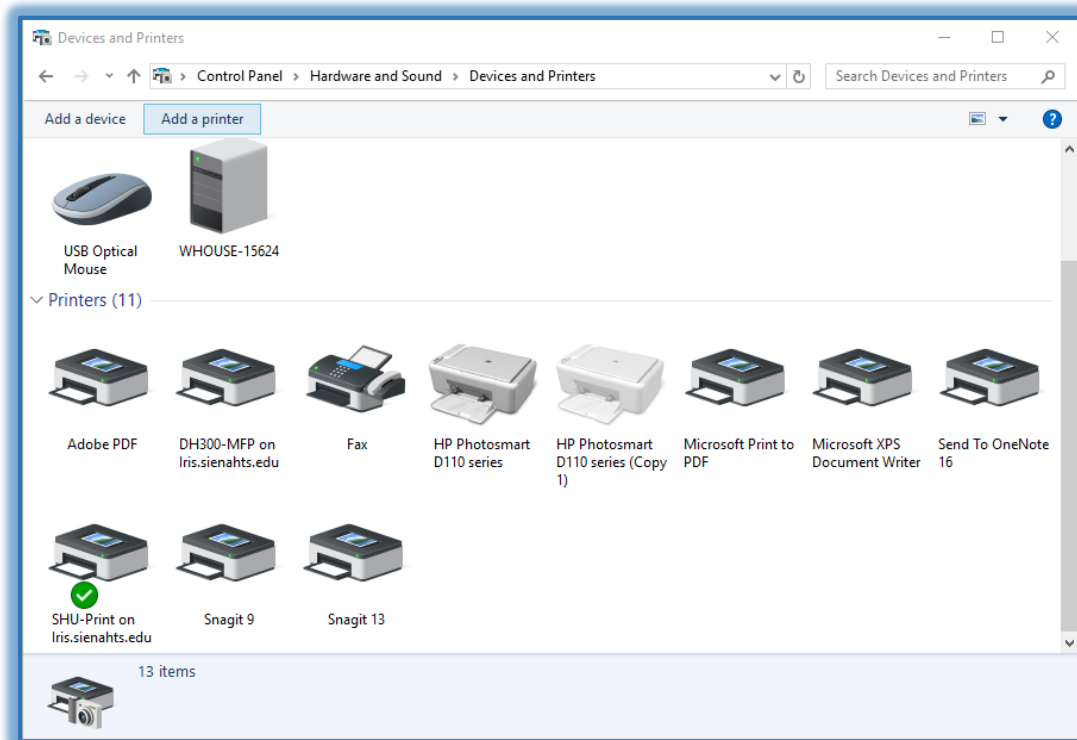 Devices and Printers
Control Panel > Hardware and Sound > Devices and Printers
Search Devices and Printers
Add a device
Add a printer
?
USB Optical
Mouse
WHOUSE-15624
Printers (11)
Adobe PDF
DH300-MFP on
Iris.sienahts.edu
Fax
HP Photosmart
D110 series
HP Photosmart
D110 series (Copy
1)
Microsoft Print to
PDF
Microsoft XPS
Document Writer
Send To OneNote
16
SHU-Print on
Iris.sienahts.edu
Snagit 9
Snagit 13
13 items